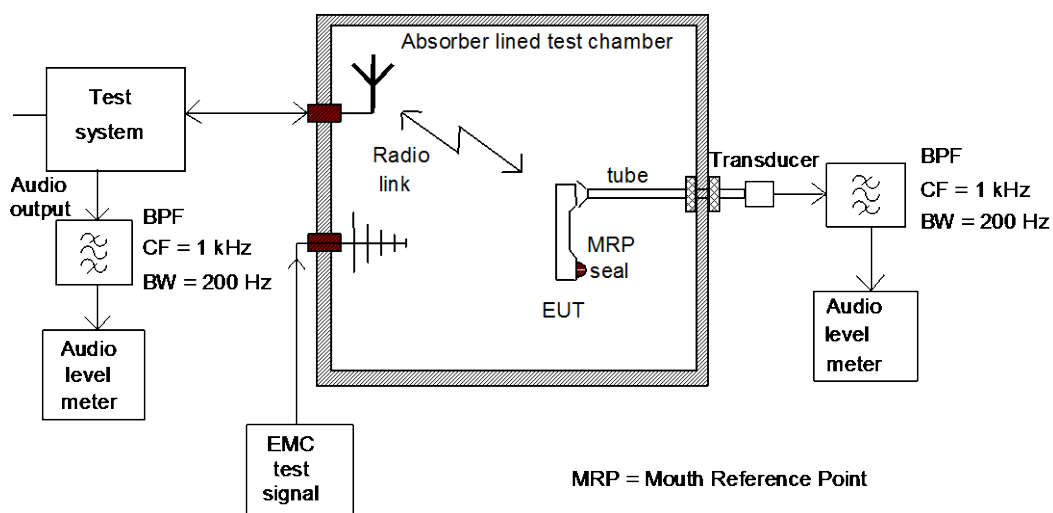 Absorber lined test chamber
Test
system
Radio
link
Audio
output
BPF
CF = 1 kHz
BW = 200 Hz
Audio
level
meter
EMC
test
signal
tube
MRP
seal
EUT
Transducer
BPF
CF = 1 kHz
BW = 200 Hz
Audio
level
meter
MRP = Mouth Reference Point